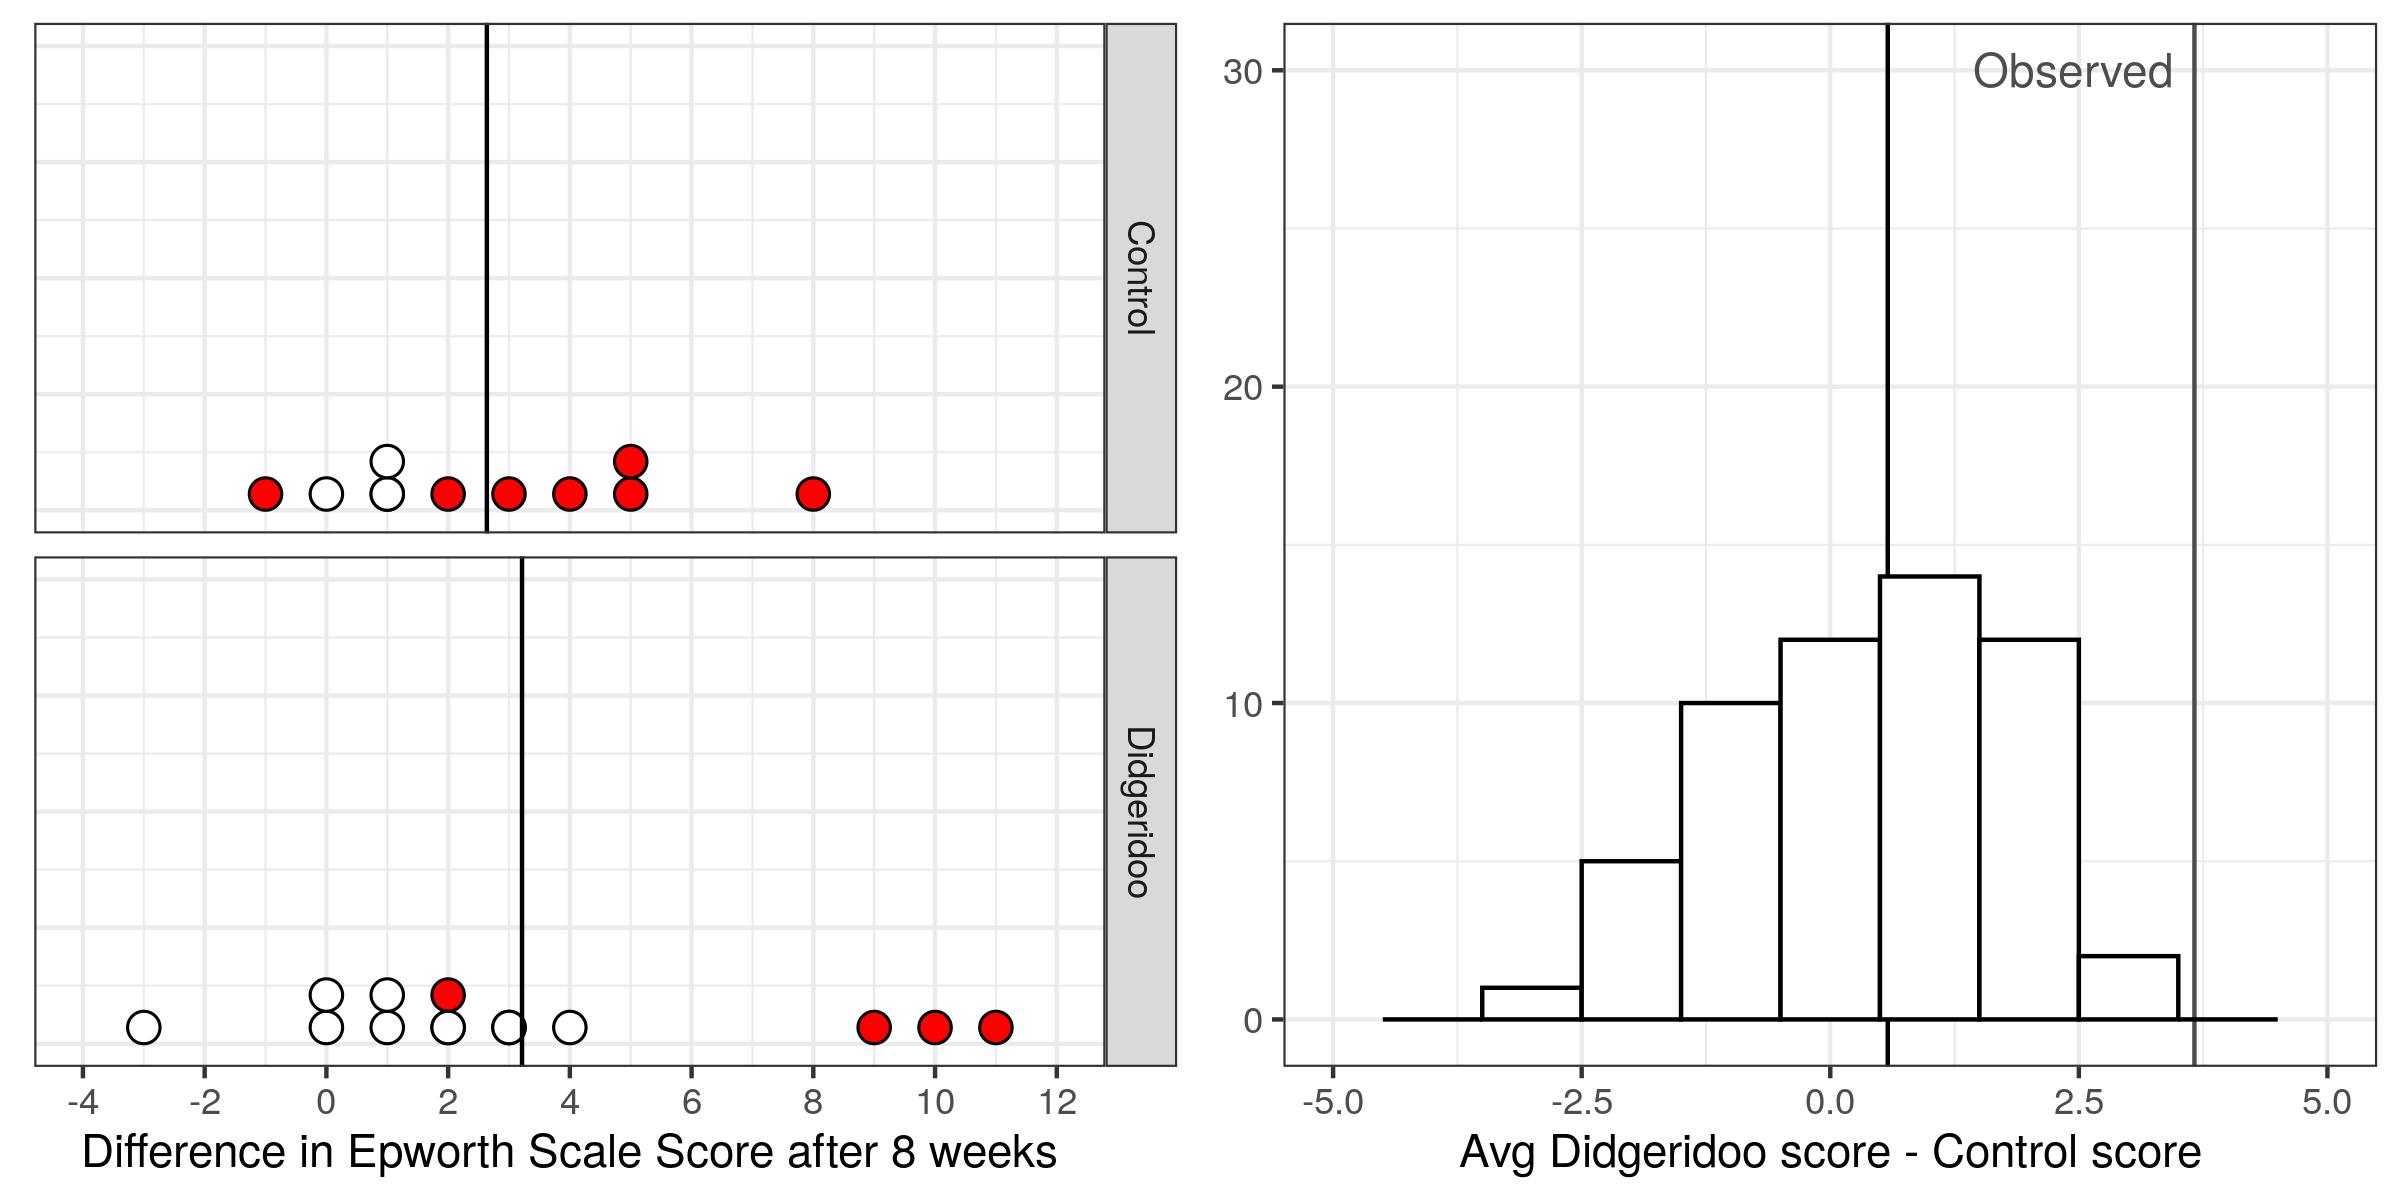 Control
Didgeridoo
-4 -2 0 2 4 6 8 10 12
Difference in Epworth Scale Score after 8 weeks
Observed
30
20
10
0
-5.0 -2.5 0.0 2.5 5.0
Avg Didgeridoo score - Control score